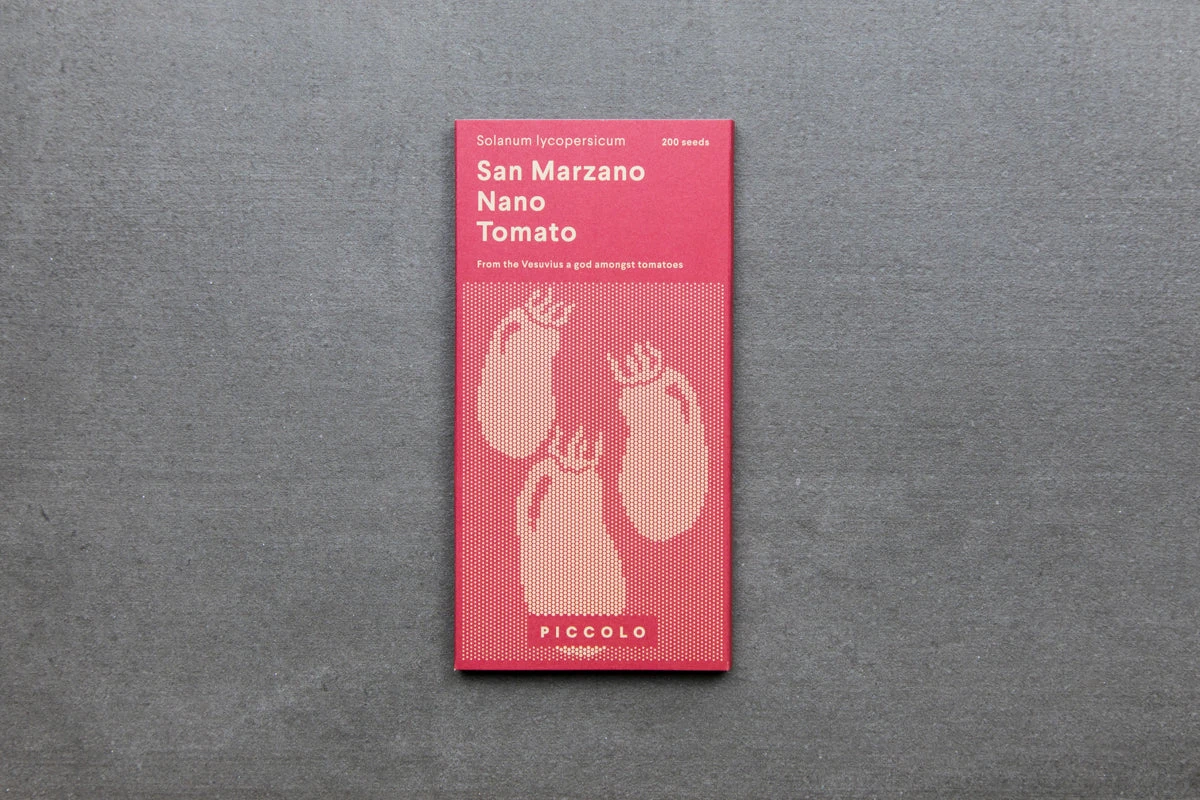 Solanum lycopersicum 200 seeds
San Marzano
Nano
Tomato
From the Vesuvius a god amongst tomatoes
PICCOLO